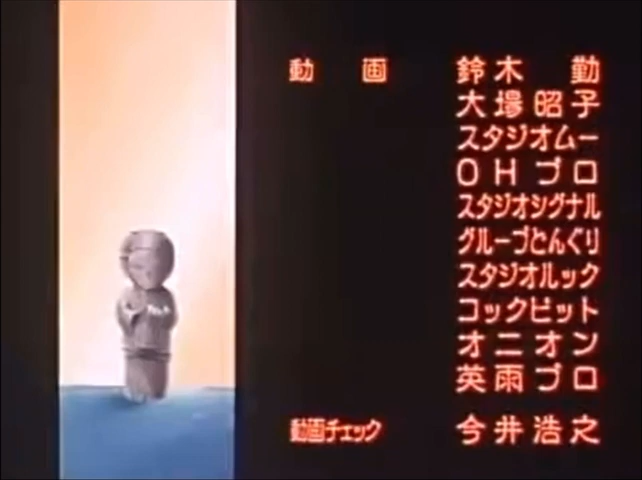 動画 鈴木 勤
大場昭子
スタジオムー
OHプロ
スタジオシグナル
グループどんぐり
スタジオルック
コックピット
オニオン
英雨プロ
動画チェック 今井浩之